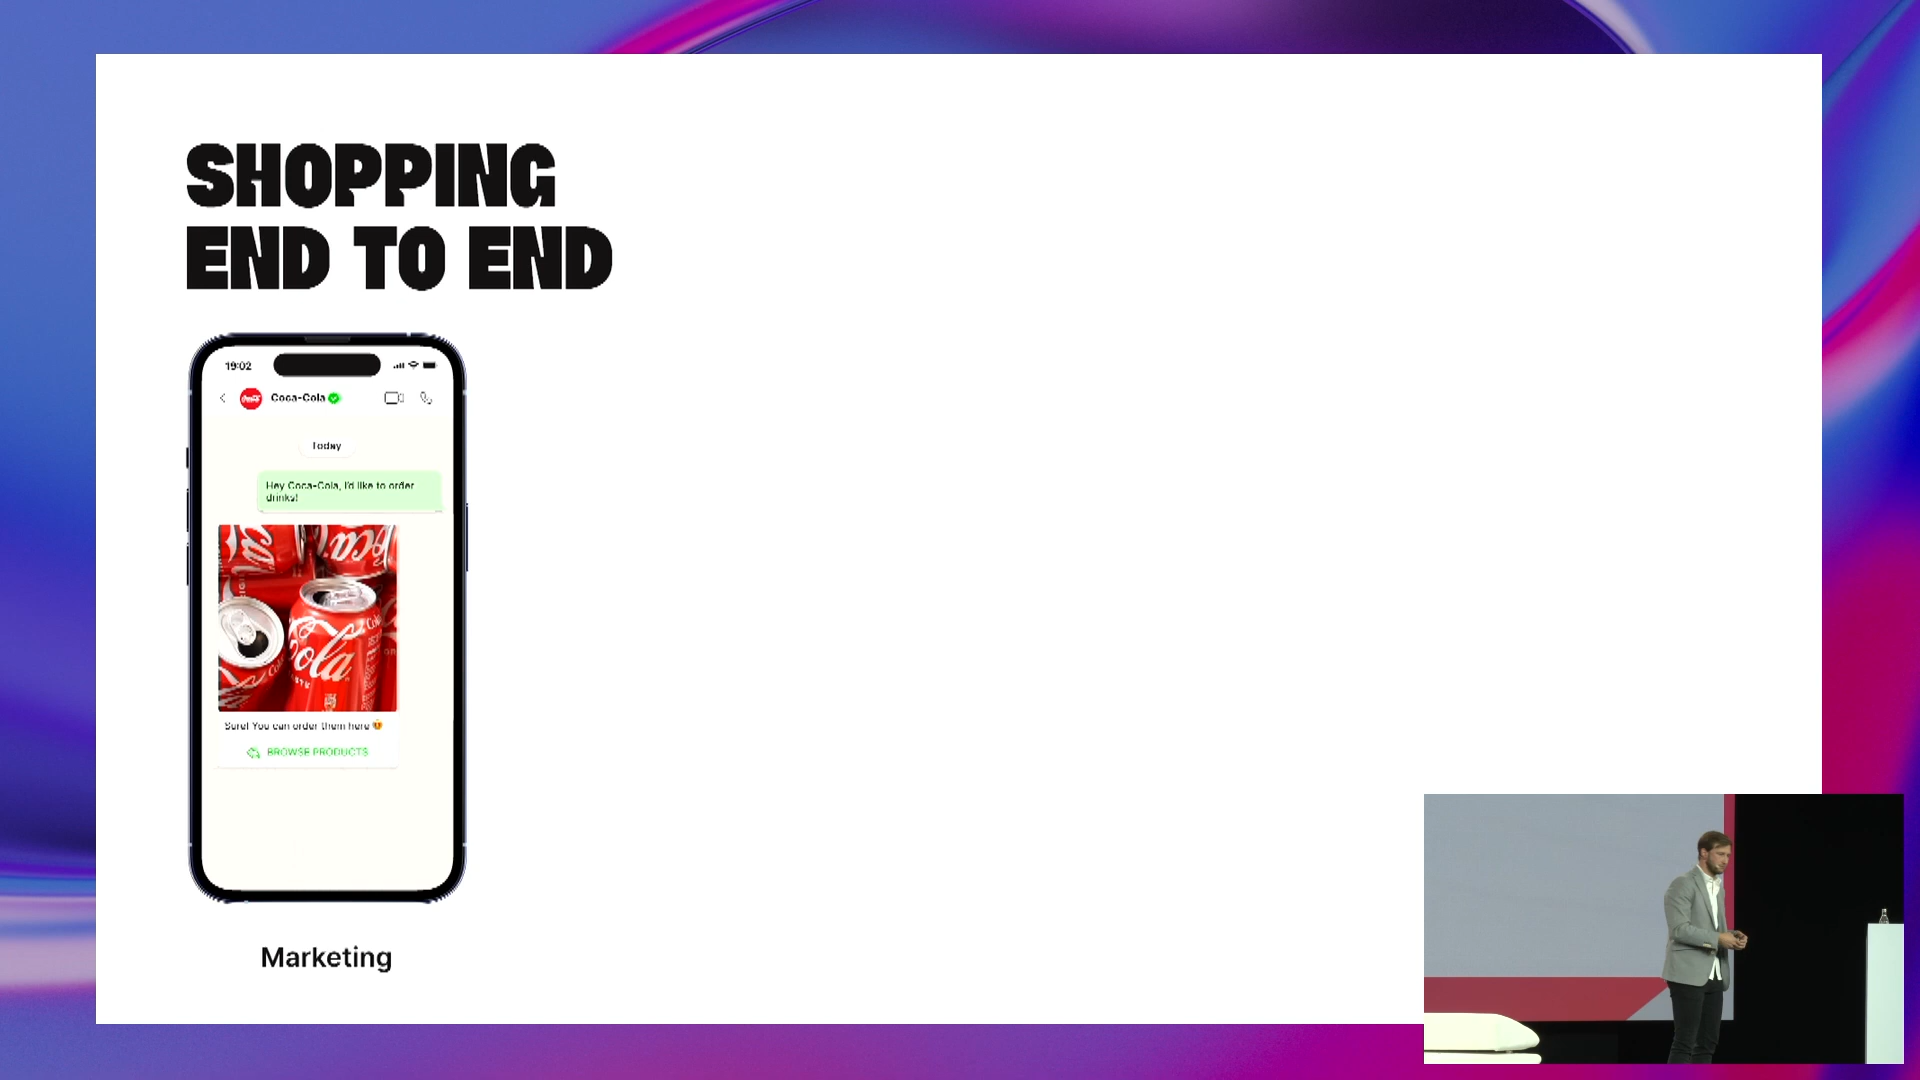 SHOPPING
END TO END
19:02
Coca-Cola
Today
Hey Coca-Cola, I'd like to order
drinks!
Sure! You can order them here
BROWSE PRODUCTS
Marketing